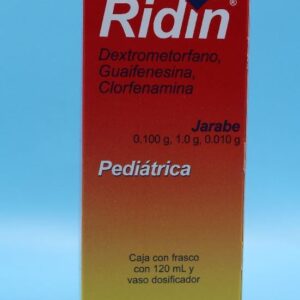 Ridin®
Dextrometorfano,
Guaifenesina,
Clorfenamina
Jarabe
0.100 g, 1.0 g, 0.010 g
Pediátrica
Caja con frasco
con 120 mL y
vaso dosificador